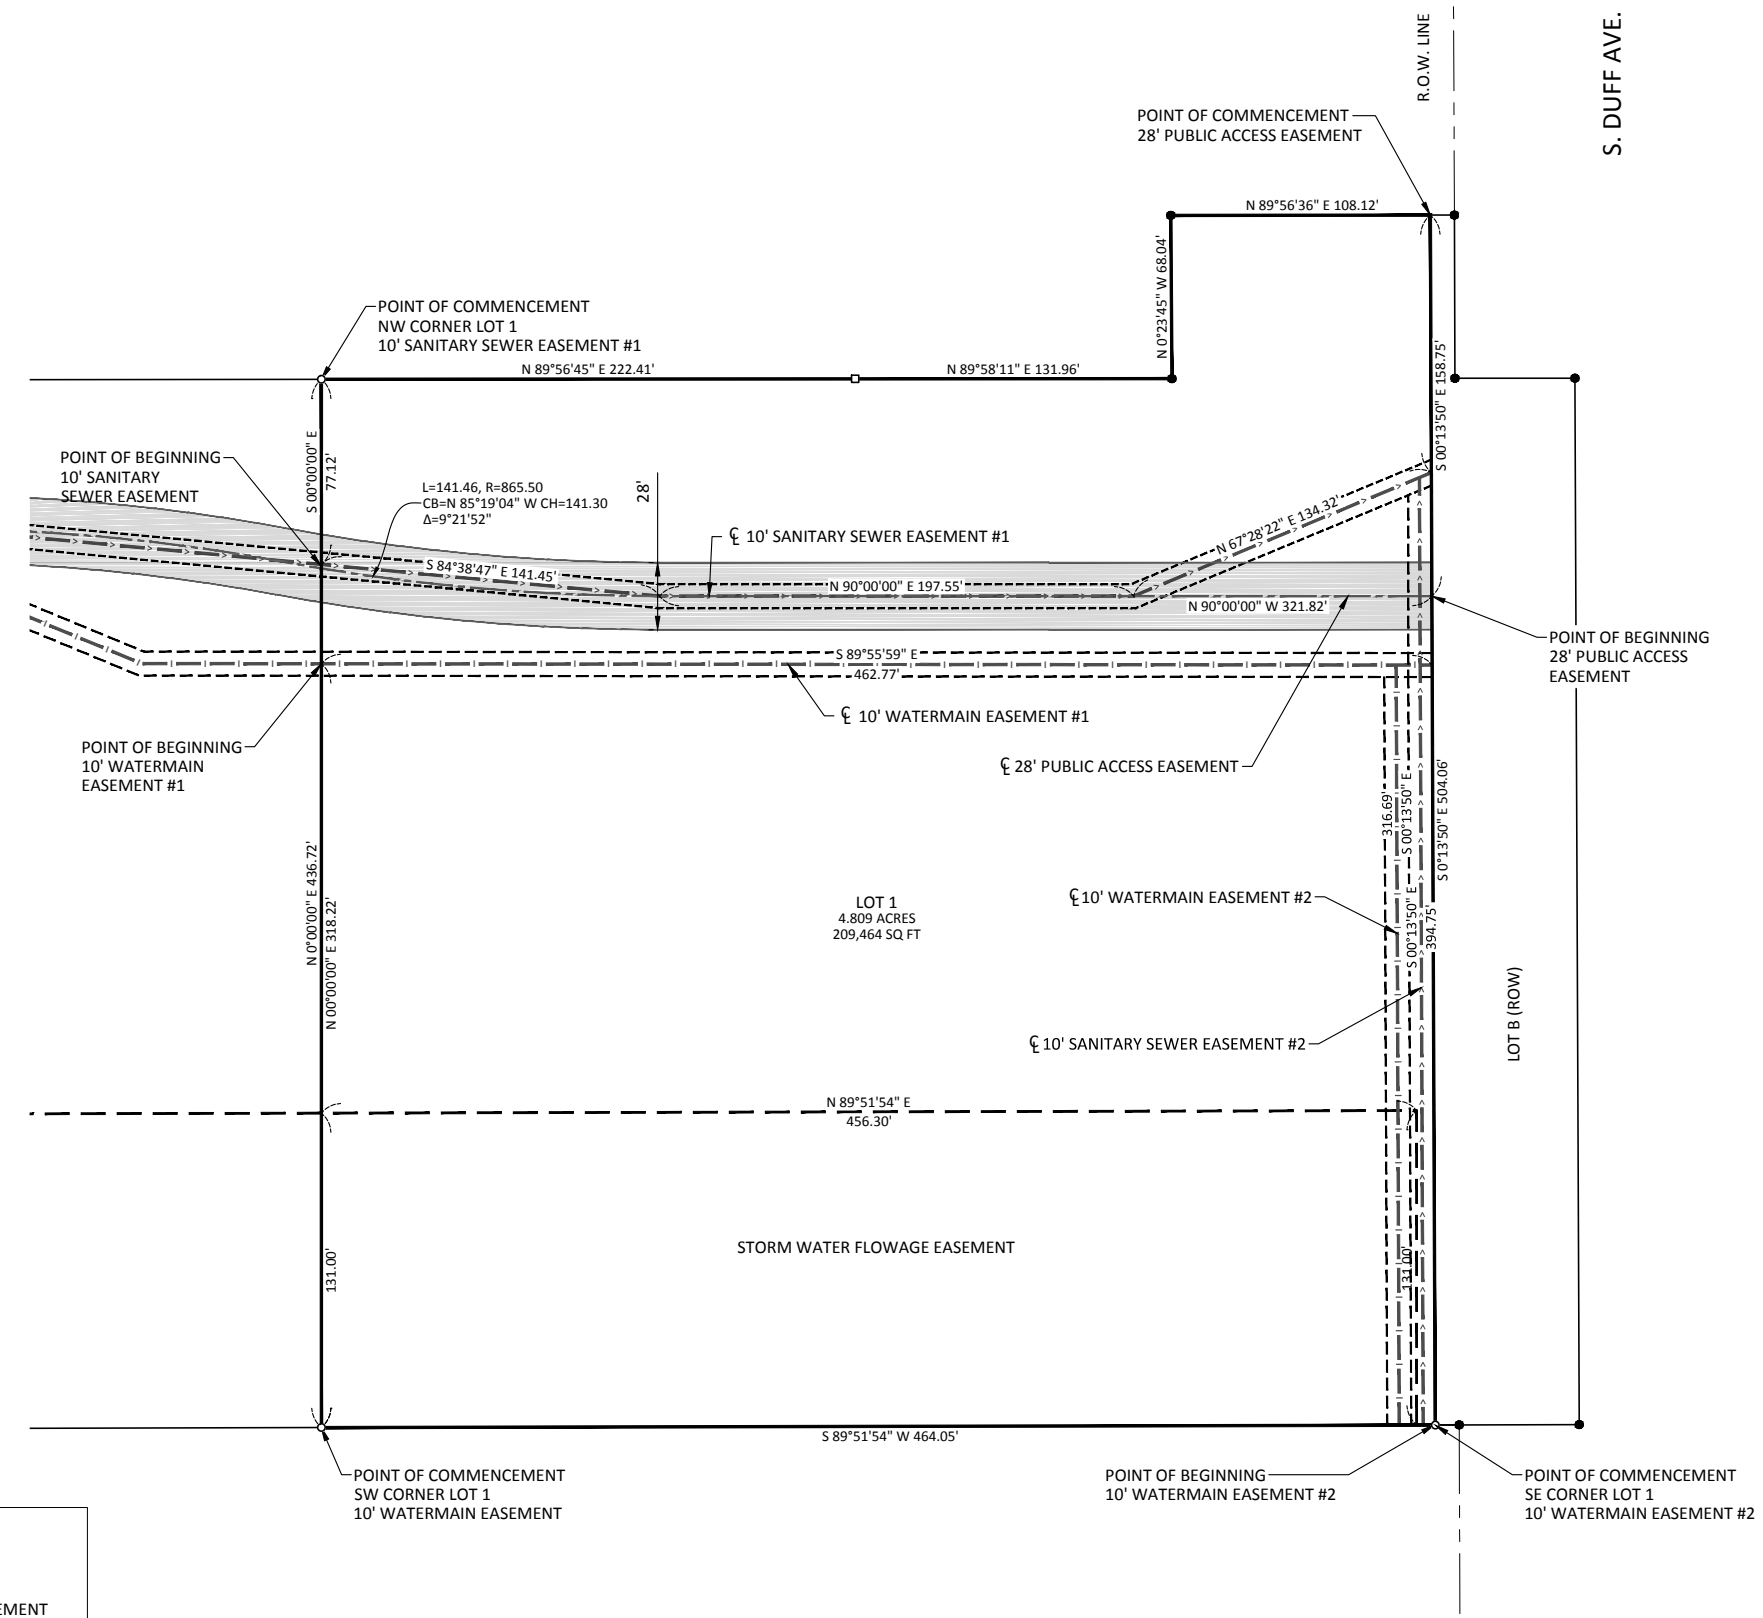 S. DUFF AVE.
R.O.W. LINE
POINT OF COMMENCEMENT
28' PUBLIC ACCESS EASEMENT
N 89°56'36" E 108.12'
N 0°23'45" W 68.04'
POINT OF COMMENCEMENT
NW CORNER LOT 1
10' SANITARY SEWER EASEMENT #1
N 89°56'45" E 222.41'
N 89°58'11" E 131.96'
S 00°13'50" E 158.75'
S 00°00'00" E
77.12'
POINT OF BEGINNING
10' SANITARY
SEWER EASEMENT
L=141.46, R=865.50
CB=N 85°19'04" W CH=141.30
Δ=9°21'52"
28'
℄ 10' SANITARY SEWER EASEMENT #1
N 67°28'22" E 134.32'
S 84°38'47" E 141.45'
N 90°00'00" E 197.55'
N 90°00'00" W 321.82'
POINT OF BEGINNING
28' PUBLIC ACCESS
EASEMENT
S 89°55'59" E
462.77'
℄ 10' WATERMAIN EASEMENT #1
POINT OF BEGINNING
10' WATERMAIN
EASEMENT #1
℄ 28' PUBLIC ACCESS EASEMENT
316.69'
S 00°13'50" E
S 0°13'50" E 504.06'
N 0°00'00" E 436.72'
N 00°00'00" E 318.22'
LOT 1
4.809 ACRES
209,464 SQ FT
℄ 10' WATERMAIN EASEMENT #2
S 00°13'50" E
394.75'
LOT B (ROW)
℄ 10' SANITARY SEWER EASEMENT #2
N 89°51'54" E
456.30'
STORM WATER FLOWAGE EASEMENT
131.00'
131.00'
S 89°51'54" W 464.05'
POINT OF COMMENCEMENT
SW CORNER LOT 1
10' WATERMAIN EASEMENT
POINT OF BEGINNING
10' WATERMAIN EASEMENT #2
POINT OF COMMENCEMENT
SE CORNER LOT 1
10' WATERMAIN EASEMENT #2
EMENT